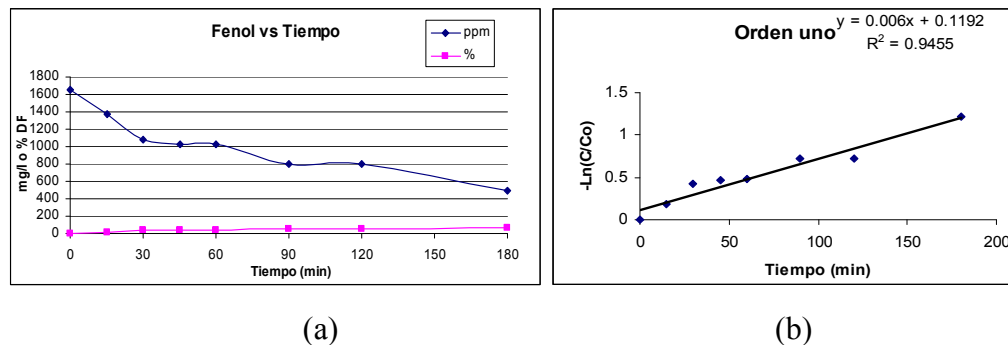 Fenol vs Tiempo
ppm
%
mg/l o % DF
1800
1600
1400
1200
1000
800
600
400
200
0
0 30 60 90 120 150 180
Tiempo (min)
(a)
Orden uno
y = 0.006x + 0.1192
R² = 0.9455
-Ln(C/Co)
1.5
1
0.5
0
0 50 100 150 200
Tiempo (min)
(b)